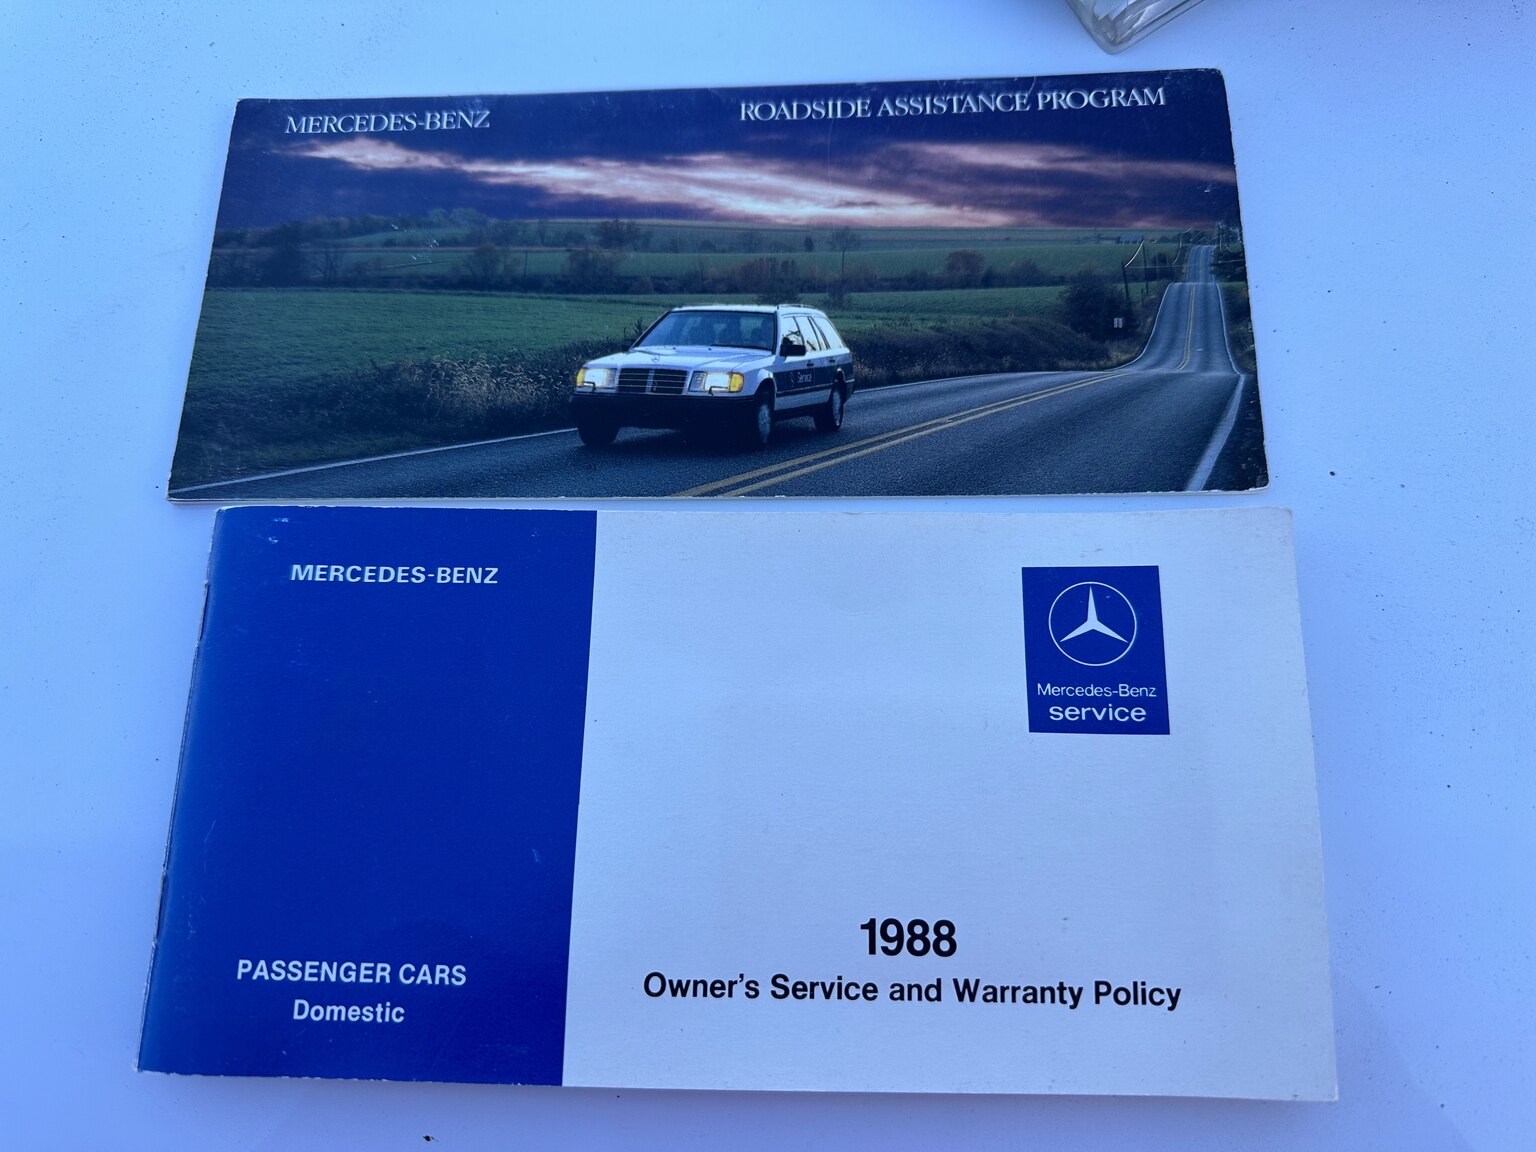 MERCEDES-BENZ
ROADSIDE ASSISTANCE PROGRAM
Service
MERCEDES-BENZ
Mercedes-Benz
service
1988
Owner's Service and Warranty Policy
PASSENGER CARS
Domestic